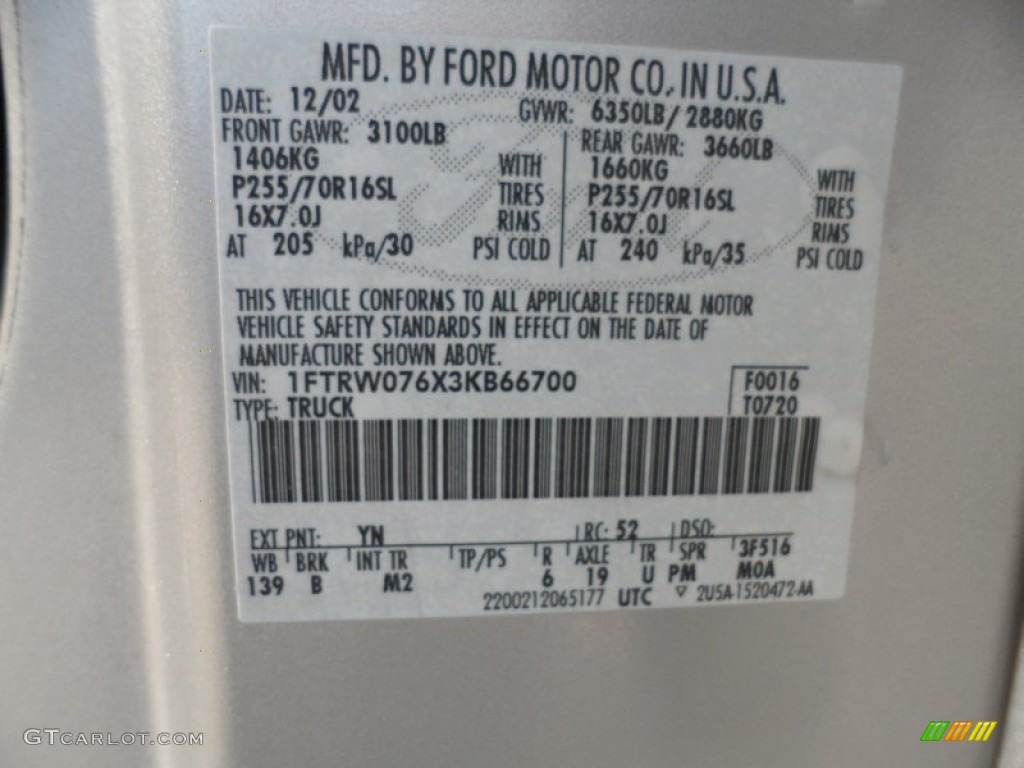 MFD. BY FORD MOTOR CO. IN U.S.A.
DATE: 12/02 GVWR: 6350LB/ 2880KG
FRONT GAWR: 3100LB REAR GAWR: 3660LB
1406KG WITH 1660KG WITH
P255/70R16SL TIRES P255/70R16SL TIRES
16X7.0J RIMS 16X7.0J RIMS
AT 205 kPa/30 PSI COLD AT 240 kPa/35 PSI COLD
THIS VEHICLE CONFORMS TO ALL APPLICABLE FEDERAL MOTOR
VEHICLE SAFETY STANDARDS IN EFFECT ON THE DATE OF
MANUFACTURE SHOWN ABOVE.
VIN: 1FTRW076X3KB66700 F0016
TYPE: TRUCK T0720
EXT PNT: YN RC: 52 DSO:
WB BRK INT TR TP/PS R AXLE TR SPR 3F516
139 B M2 6 19 U PM M0A
2200212065177 UTC 2U5A-1520472-AA
GTCARLOT.COM